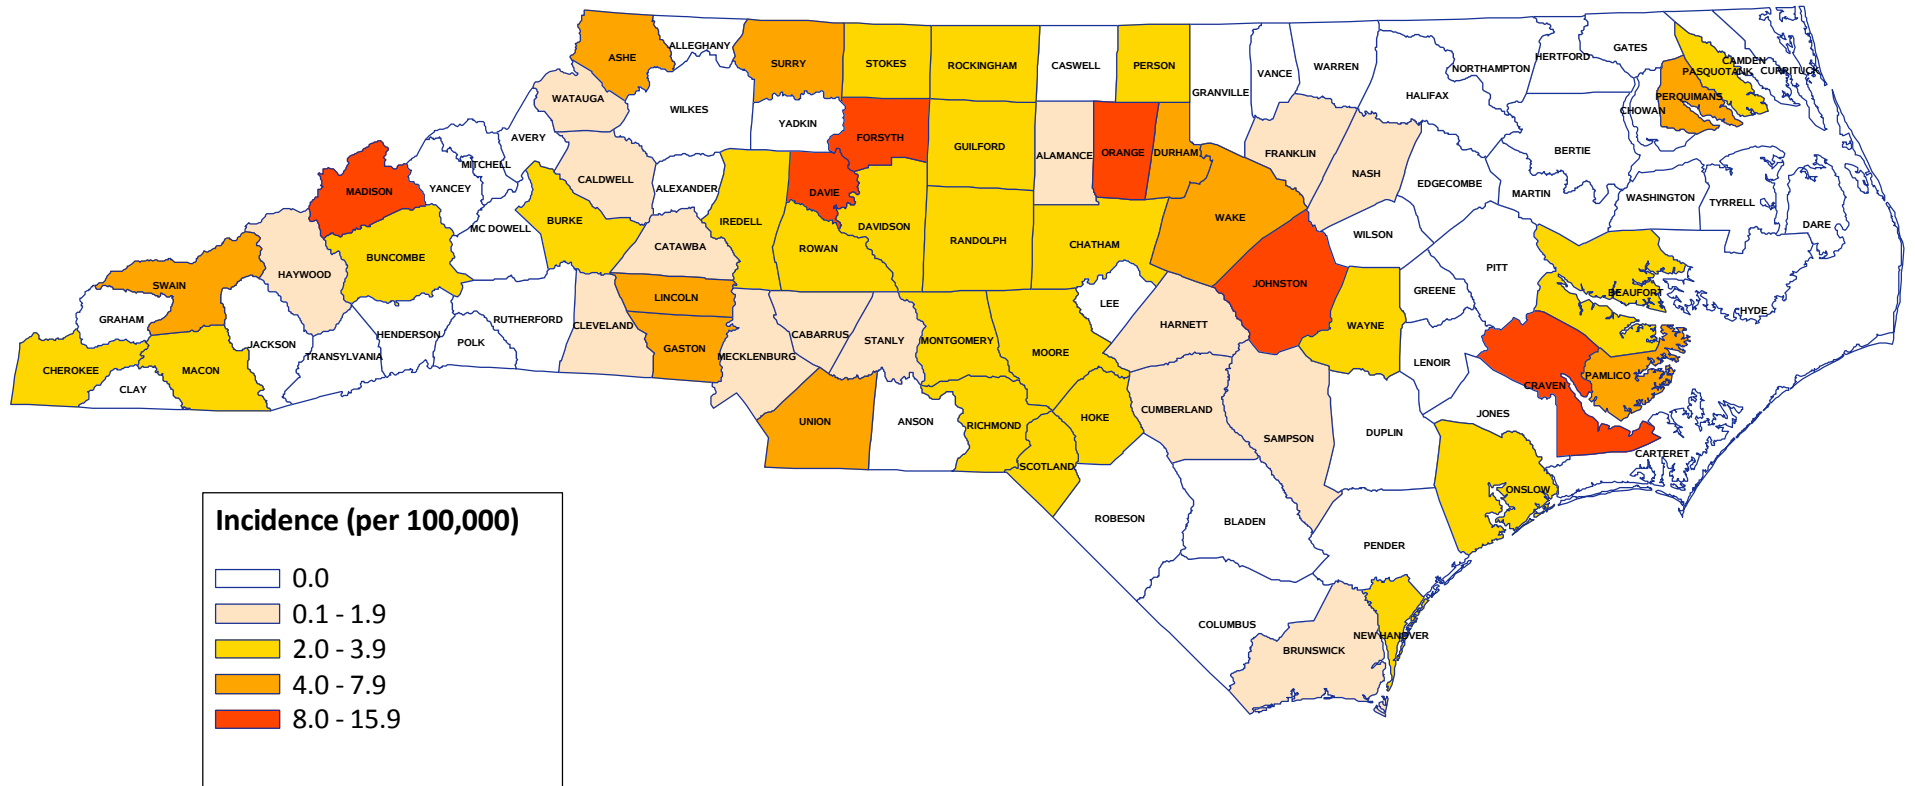 ALLEGHANY
ASHE
SURRY
STOKES
ROCKINGHAM
CASWELL
PERSON
GRANVILLE
VANCE
WARREN
NORTHAMPTON
HALIFAX
HERTFORD
GATES
CAMDEN
PASQUOTANK
CURRITUCK
PERQUIMANS
CHOWAN
WATAUGA
WILKES
YADKIN
FORSYTH
GUILFORD
ALAMANCE
ORANGE
DURHAM
FRANKLIN
NASH
EDGECOMBE
BERTIE
MARTIN
WASHINGTON
TYRRELL
DARE
AVERY
MITCHELL
YANCEY
MADISON
CALDWELL
ALEXANDER
DAVIE
IREDELL
ROWAN
DAVIDSON
RANDOLPH
CHATHAM
WAKE
WILSON
PITT
BURKE
MC DOWELL
CATAWBA
BUNCOMBE
HAYWOOD
SWAIN
GRAHAM
LINCOLN
GASTON
CLEVELAND
RUTHERFORD
HENDERSON
POLK
JACKSON
TRANSYLVANIA
CHEROKEE
CLAY
MACON
MECKLENBURG
CABARRUS
STANLY
MONTGOMERY
MOORE
LEE
HARNETT
JOHNSTON
WAYNE
GREENE
LENOIR
BEAUFORT
HYDE
CRAVEN
PAMLICO
JONES
CARTERET
UNION
ANSON
RICHMOND
HOKE
SCOTLAND
CUMBERLAND
SAMPSON
DUPLIN
ONSLOW
ROBESON
BLADEN
PENDER
COLUMBUS
BRUNSWICK
NEW HANOVER
Incidence (per 100,000)
0.0
0.1 - 1.9
2.0 - 3.9
4.0 - 7.9
8.0 - 15.9